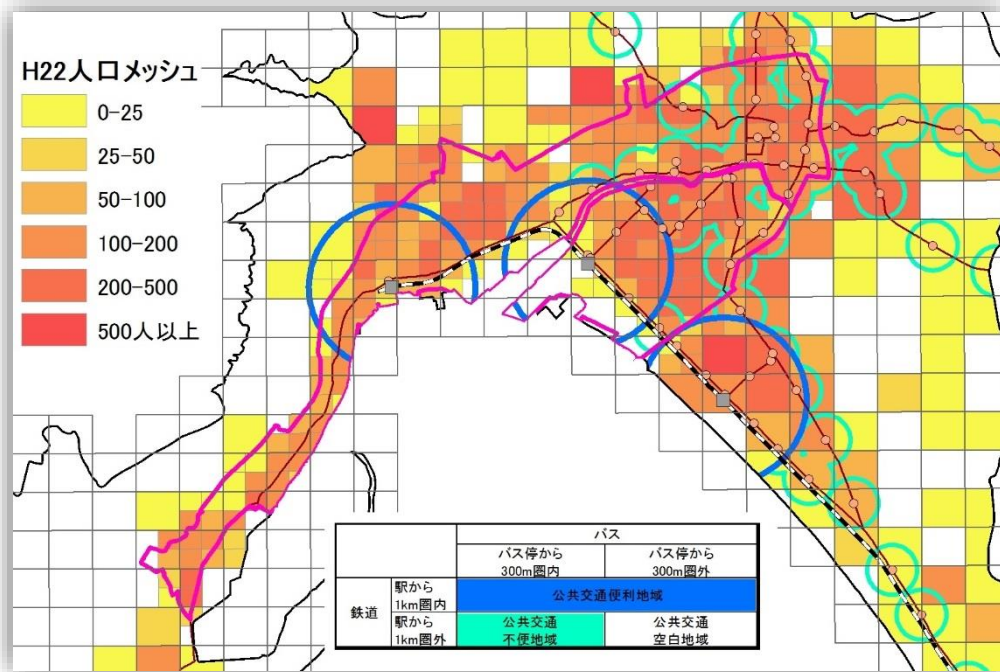 H22人口メッシュ
0-25
25-50
50-100
100-200
200-500
500人以上
バス
バス停から
300m圏内
バス停から
300m圏外
鉄道
駅から
1km圏内
公共交通便利地域
駅から
1km圏外
公共交通
不便地域
公共交通
空白地域